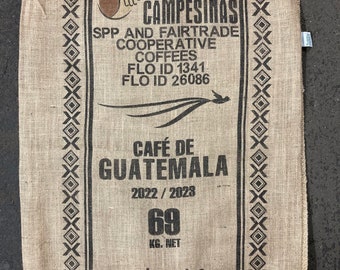 CAMPESINAS
SPP AND FAIRTRADE
COOPERATIVE
COFFEES
FLO ID 1341
FLO ID 26086
CAFÉ DE
GUATEMALA
2022 / 2023
69
KG. NET